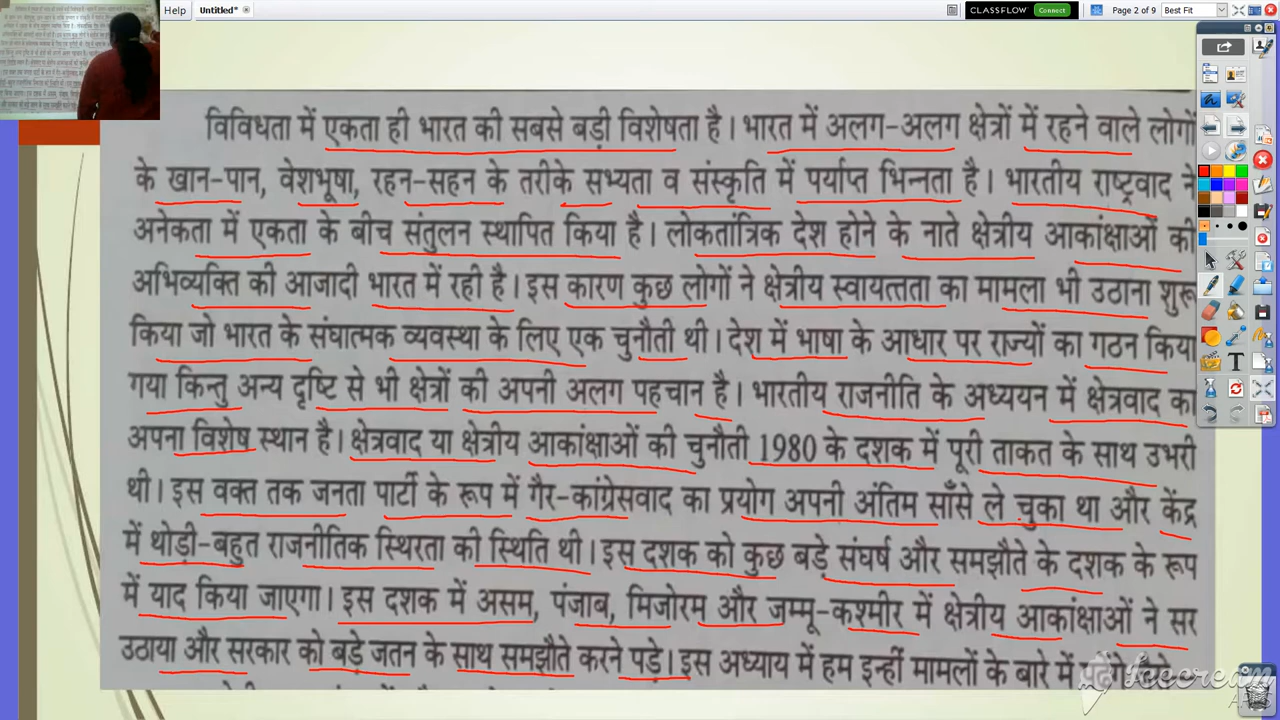 Help
Untitled*
CLASSFLOW Connect
Page 2 of 9
Best Fit
विविधता में एकता ही भारत की सबसे बड़ी विशेषता है। भारत में अलग-अलग क्षेत्रों में रहने वाले लोगों
के खान-पान, वेशभूषा, रहन-सहन के तरीके सभ्यता व संस्कृति में पर्याप्त भिन्नता है। भारतीय राष्ट्रवाद ने
अनेकता में एकता के बीच संतुलन स्थापित किया है। लोकतांत्रिक देश होने के नाते क्षेत्रीय आकांक्षाओं की
अभिव्यक्ति की आजादी भारत में रही है। इस कारण कुछ लोगों ने क्षेत्रीय स्वायत्तता का मामला भी उठाना शुरू
किया जो भारत के संघात्मक व्यवस्था के लिए एक चुनौती थी। देश में भाषा के आधार पर राज्यों का गठन किया
गया किन्तु अन्य दृष्टि से भी क्षेत्रों की अपनी अलग पहचान है। भारतीय राजनीति के अध्ययन में क्षेत्रवाद का
अपना विशेष स्थान है। क्षेत्रवाद या क्षेत्रीय आकांक्षाओं की चुनौती 1980 के दशक में पूरी ताकत के साथ उभरी
थी। इस वक्त तक जनता पार्टी के रूप में गैर-कांग्रेसवाद का प्रयोग अपनी अंतिम साँसे ले चुका था और केंद्र
में थोड़ी-बहुत राजनीतिक स्थिरता की स्थिति थी। इस दशक को कुछ बड़े संघर्ष और समझौते के दशक के रूप
में याद किया जाएगा। इस दशक में असम, पंजाब, मिजोरम और जम्मू-कश्मीर में क्षेत्रीय आकांक्षाओं ने सर
उठाया और सरकार को बड़े जतन के साथ समझौते करने पड़े। इस अध्याय में हम इन्हीं मामलों के बारे में
Icecream
APPS